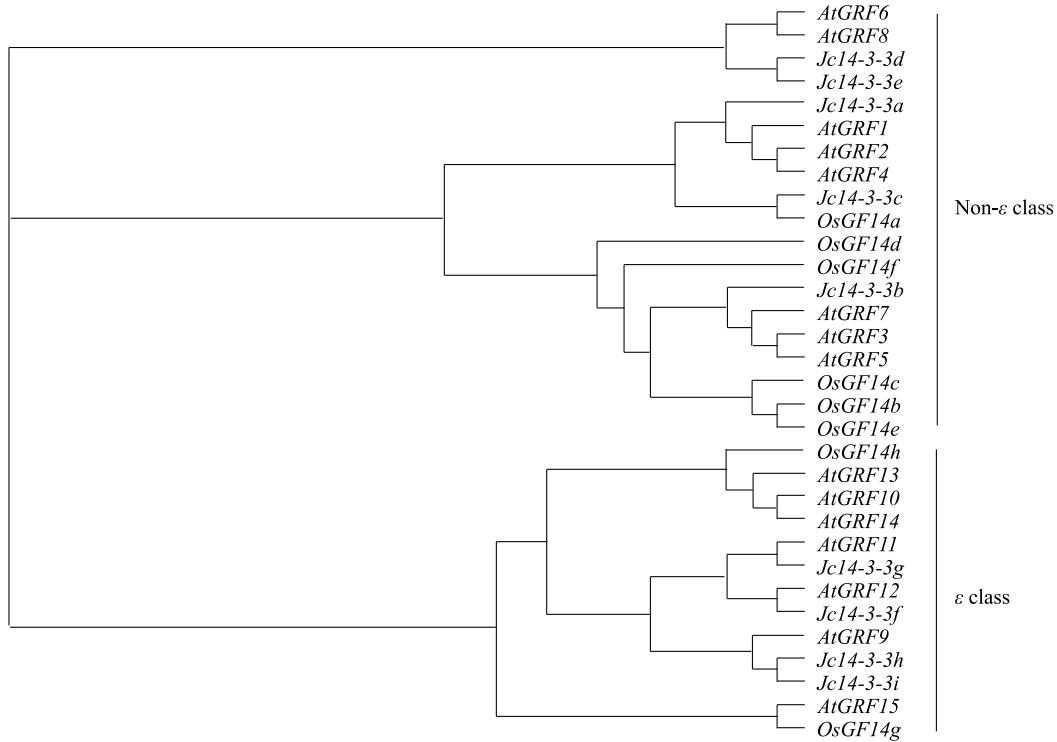 AtGRF6
AtGRF8
Jc14-3-3d
Jc14-3-3e
Jc14-3-3a
AtGRF1
AtGRF2
AtGRF4
Jc14-3-3c
OsGF14a
OsGF14d
OsGF14f
Jc14-3-3b
AtGRF7
AtGRF3
AtGRF5
OsGF14c
OsGF14b
OsGF14e
Non-ε class
OsGF14h
AtGRF13
AtGRF10
AtGRF14
AtGRF11
Jc14-3-3g
AtGRF12
Jc14-3-3f
AtGRF9
Jc14-3-3h
Jc14-3-3i
AtGRF15
OsGF14g
ε class